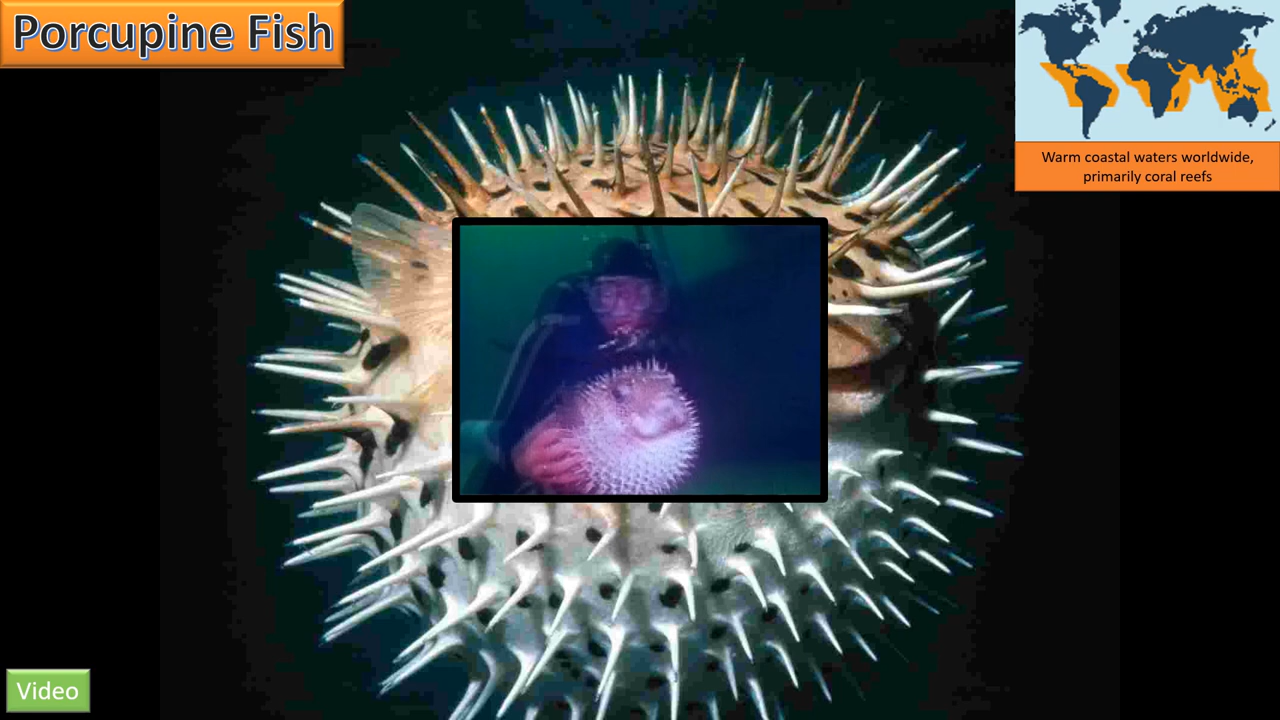 Porcupine Fish
Warm coastal waters worldwide,
primarily coral reefs
Video